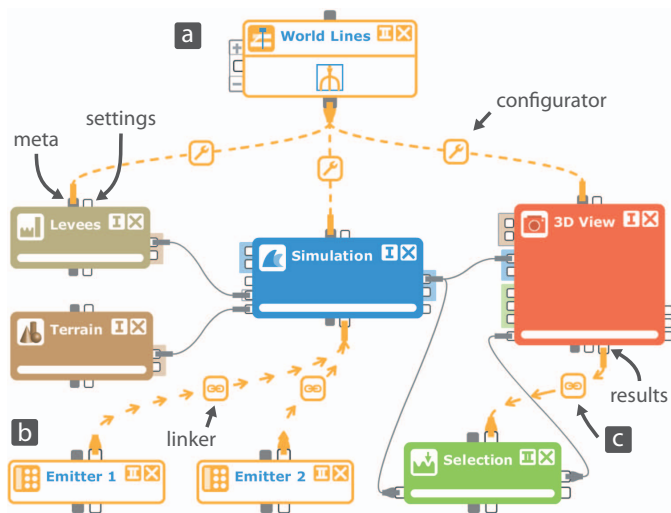 a
World Lines
settings
configurator
meta
Levees
Simulation
3D View
Terrain
results
linker
b
c
Emitter 1
Emitter 2
Selection